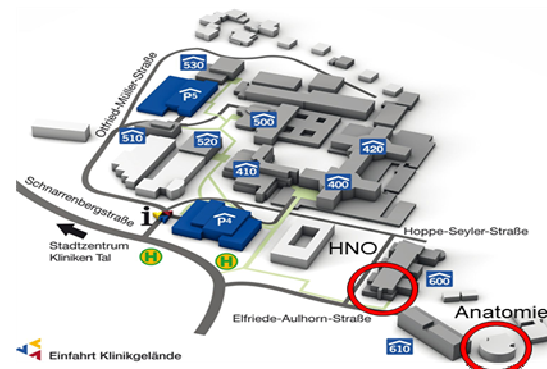 530
P5
Otfried-Müller-Straße
510
500
520
420
410
400
Schnarrenbergstraße
i
P4
Hoppe-Seyler-Straße
HNO
Stadtzentrum
Kliniken Tal
H
H
600
Anatomie
Elfriede-Aulhorn-Straße
610
Einfahrt Klinikgelände